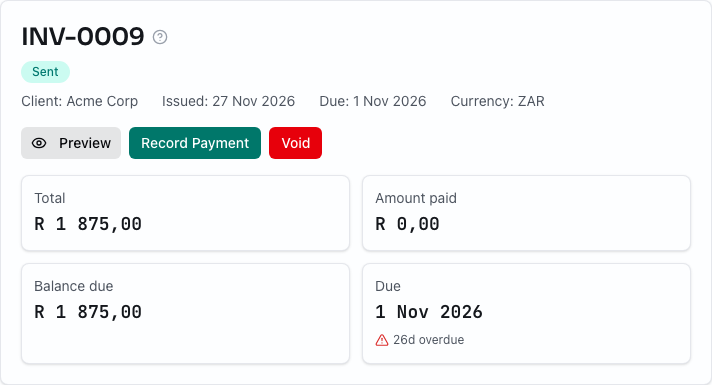 INV-0009
Sent
Client: Acme Corp Issued: 27 Nov 2026 Due: 1 Nov 2026 Currency: ZAR
Preview Record Payment Void
Total
R 1 875,00
Amount paid
R 0,00
Balance due
R 1 875,00
Due
1 Nov 2026
26d overdue